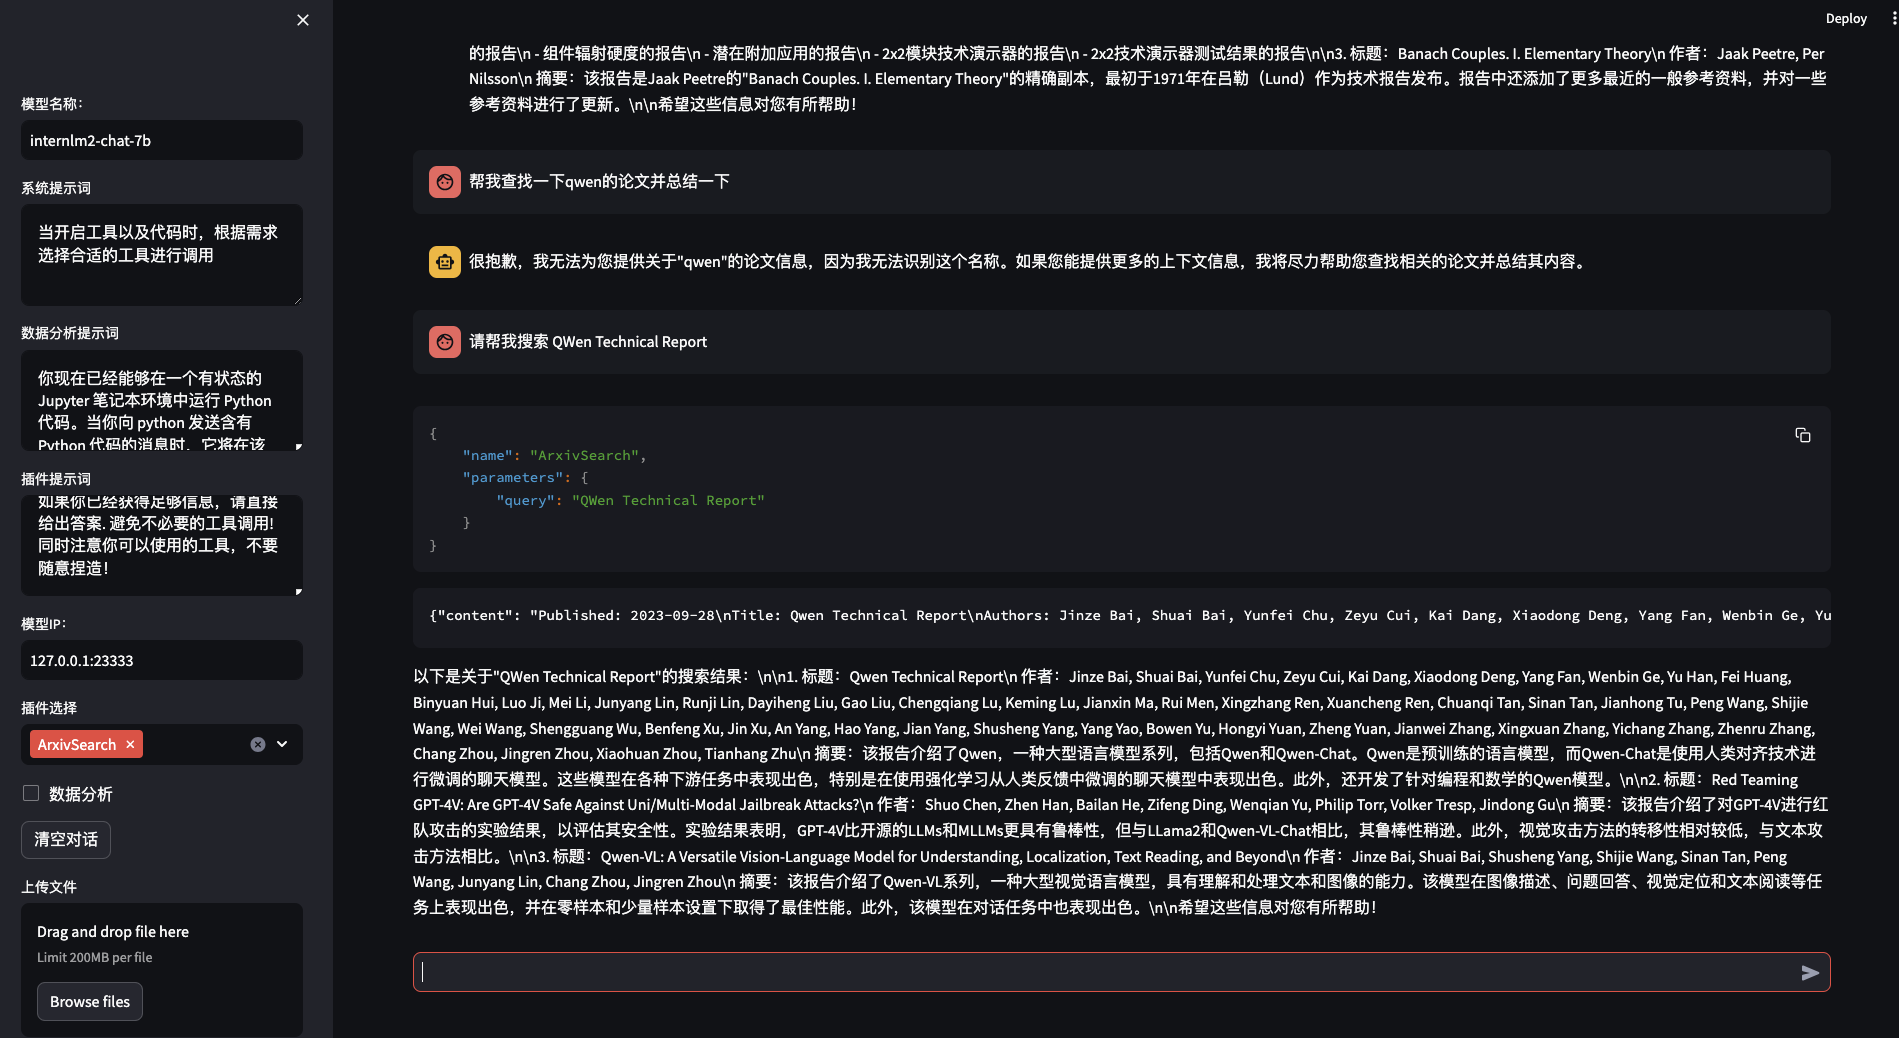 Deploy
模型名称：
internlm2-chat-7b
系统提示词
当开启工具以及代码时，根据需求
选择合适的工具进行调用
数据分析提示词
你现在已经能够在一个有状态的
Jupyter 笔记本环境中运行 Python
代码。当你向 python 发送含有
Python 代码的消息时，它将在该
插件提示词
如果你已经获得足够信息，请直接
给出答案. 避免不必要的工具调用!
同时注意你可以使用的工具，不要
随意捏造！
模型IP：
127.0.0.1:23333
插件选择
ArxivSearch
数据分析
清空对话
上传文件
Drag and drop file here
Limit 200MB per file
Browse files
的报告\n - 组件辐射硬度的报告\n - 潜在附加应用的报告\n - 2x2模块技术演示器的报告\n - 2x2技术演示器测试结果的报告\n\n3. 标题：Banach Couples. I. Elementary Theory\n 作者：Jaak Peetre, Per
Nilsson\n 摘要：该报告是Jaak Peetre的"Banach Couples. I. Elementary Theory"的精确副本，最初于1971年在吕勒（Lund）作为技术报告发布。报告中还添加了更多最近的一般参考资料，并对一些
参考资料进行了更新。\n\n希望这些信息对您有所帮助！
帮我查找一下qwen的论文并总结一下
很抱歉，我无法为您提供关于"qwen"的论文信息，因为我无法识别这个名称。如果您能提供更多的上下文信息，我将尽力帮助您查找相关的论文并总结其内容。
请帮我搜索 QWen Technical Report
{
"name": "ArxivSearch",
"parameters": {
"query": "QWen Technical Report"
}
}
{"content": "Published: 2023-09-28\nTitle: Qwen Technical Report\nAuthors: Jinze Bai, Shuai Bai, Yunfei Chu, Zeyu Cui, Kai Dang, Xiaodong Deng, Yang Fan, Wenbin Ge, Yu
以下是关于"QWen Technical Report"的搜索结果：\n\n1. 标题：Qwen Technical Report\n 作者：Jinze Bai, Shuai Bai, Yunfei Chu, Zeyu Cui, Kai Dang, Xiaodong Deng, Yang Fan, Wenbin Ge, Yu Han, Fei Huang,
Binyuan Hui, Luo Ji, Mei Li, Junyang Lin, Runji Lin, Dayiheng Liu, Gao Liu, Chengqiang Lu, Keming Lu, Jianxin Ma, Rui Men, Xingzhang Ren, Xuancheng Ren, Chuanqi Tan, Sinan Tan, Jianhong Tu, Peng Wang, Shijie
Wang, Wei Wang, Shengguang Wu, Benfeng Xu, Jin Xu, An Yang, Hao Yang, Jian Yang, Shusheng Yang, Yang Yao, Bowen Yu, Hongyi Yuan, Zheng Yuan, Jianwei Zhang, Xingxuan Zhang, Yichang Zhang, Zhenru Zhang,
Chang Zhou, Jingren Zhou, Xiaohuan Zhou, Tianhang Zhu\n 摘要：该报告介绍了Qwen，一种大型语言模型系列，包括Qwen和Qwen-Chat。Qwen是预训练的语言模型，而Qwen-Chat是使用人类对齐技术进
行微调的聊天模型。这些模型在各种下游任务中表现出色，特别是在使用强化学习从人类反馈中微调的聊天模型中表现出色。此外，还开发了针对编程和数学的Qwen模型。\n\n2. 标题：Red Teaming
GPT-4V: Are GPT-4V Safe Against Uni/Multi-Modal Jailbreak Attacks?\n 作者：Shuo Chen, Zhen Han, Bailan He, Zifeng Ding, Wenqian Yu, Philip Torr, Volker Tresp, Jindong Gu\n 摘要：该报告介绍了对GPT-4V进行红
队攻击的实验结果，以评估其安全性。实验结果表明，GPT-4V比开源的LLMs和MLLMs更具有鲁棒性，但与LLama2和Qwen-VL-Chat相比，其鲁棒性稍逊。此外，视觉攻击方法的转移性相对较低，与文本攻
击方法相比。\n\n3. 标题：Qwen-VL: A Versatile Vision-Language Model for Understanding, Localization, Text Reading, and Beyond\n 作者：Jinze Bai, Shuai Bai, Shusheng Yang, Shijie Wang, Sinan Tan, Peng
Wang, Junyang Lin, Chang Zhou, Jingren Zhou\n 摘要：该报告介绍了Qwen-VL系列，一种大型视觉语言模型，具有理解和处理文本和图像的能力。该模型在图像描述、问题回答、视觉定位和文本阅读等任
务上表现出色，并在零样本和少量样本设置下取得了最佳性能。此外，该模型在对话任务中也表现出色。\n\n希望这些信息对您有所帮助！